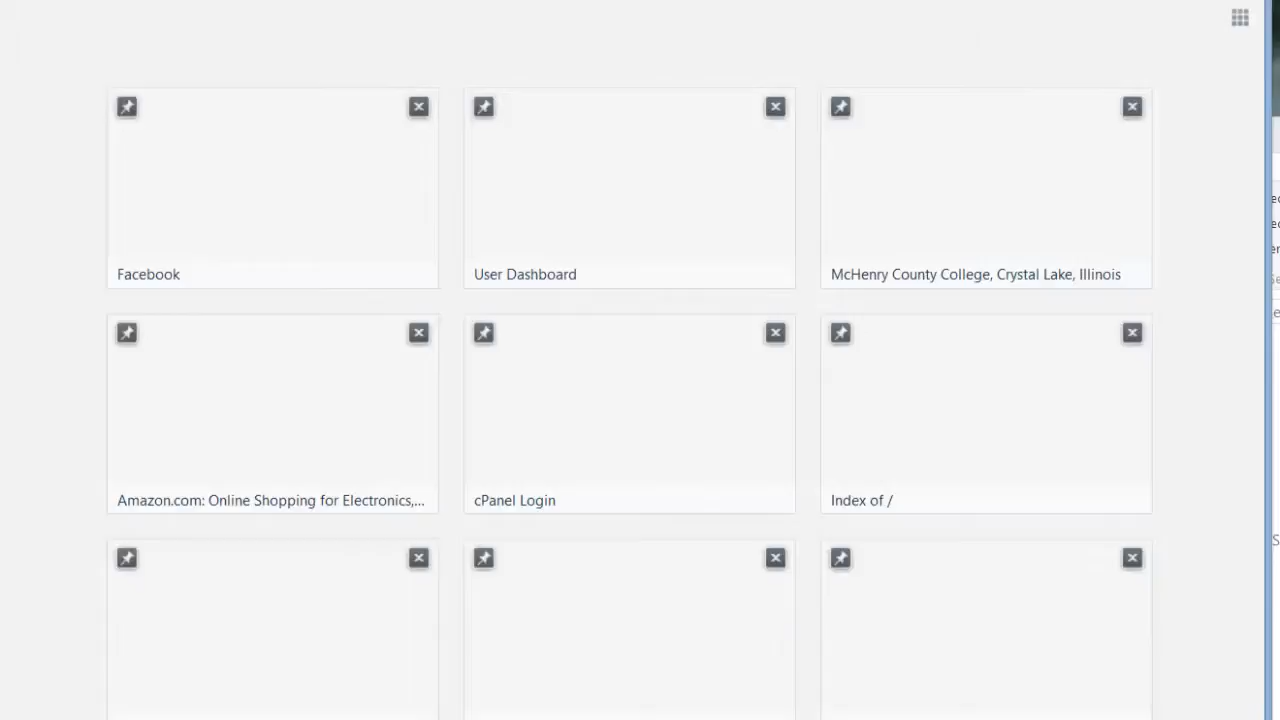 Facebook
User Dashboard
McHenry County College, Crystal Lake, Illinois
Amazon.com: Online Shopping for Electronics,...
cPanel Login
Index of /